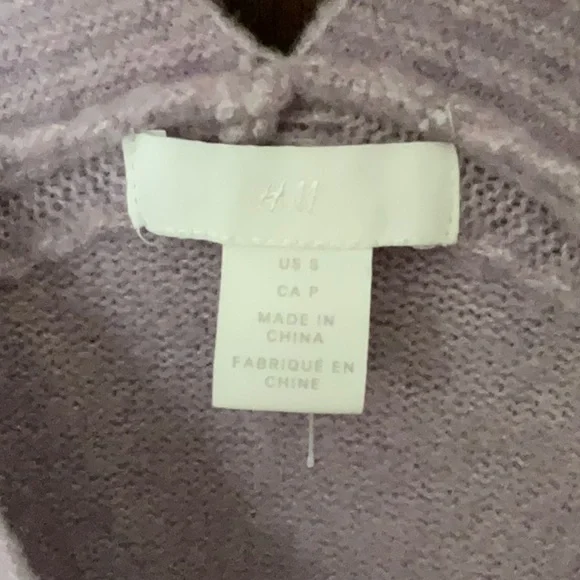 US S
CA P
MADE IN
CHINA
FABRIQUÉ EN
CHINE